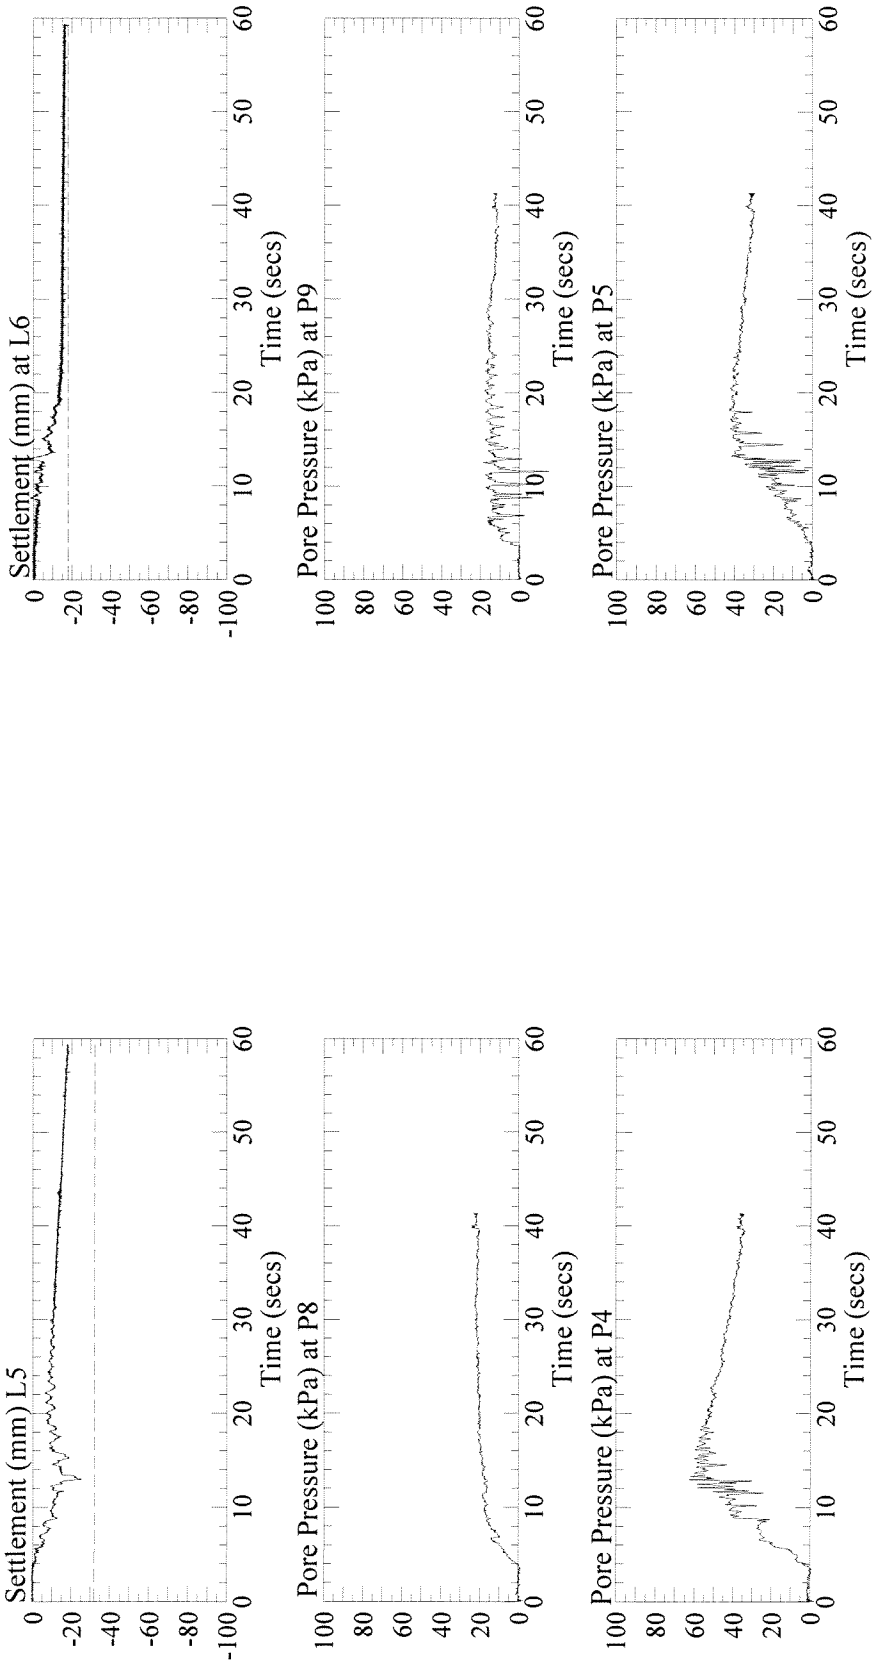 Settlement (mm) L5
0
-20
-40
-60
-80
-100
0 10 20 30 40 50 60
Time (secs)
Pore Pressure (kPa) at P8
100
80
60
40
20
0
0 10 20 30 40 50 60
Time (secs)
Pore Pressure (kPa) at P4
100
80
60
40
20
0
0 10 20 30 40 50 60
Time (secs)
Settlement (mm) at L6
0
-20
-40
-60
-80
-100
0 10 20 30 40 50 60
Time (secs)
Pore Pressure (kPa) at P9
100
80
60
40
20
0
0 10 20 30 40 50 60
Time (secs)
Pore Pressure (kPa) at P5
100
80
60
40
20
0
0 10 20 30 40 50 60
Time (secs)